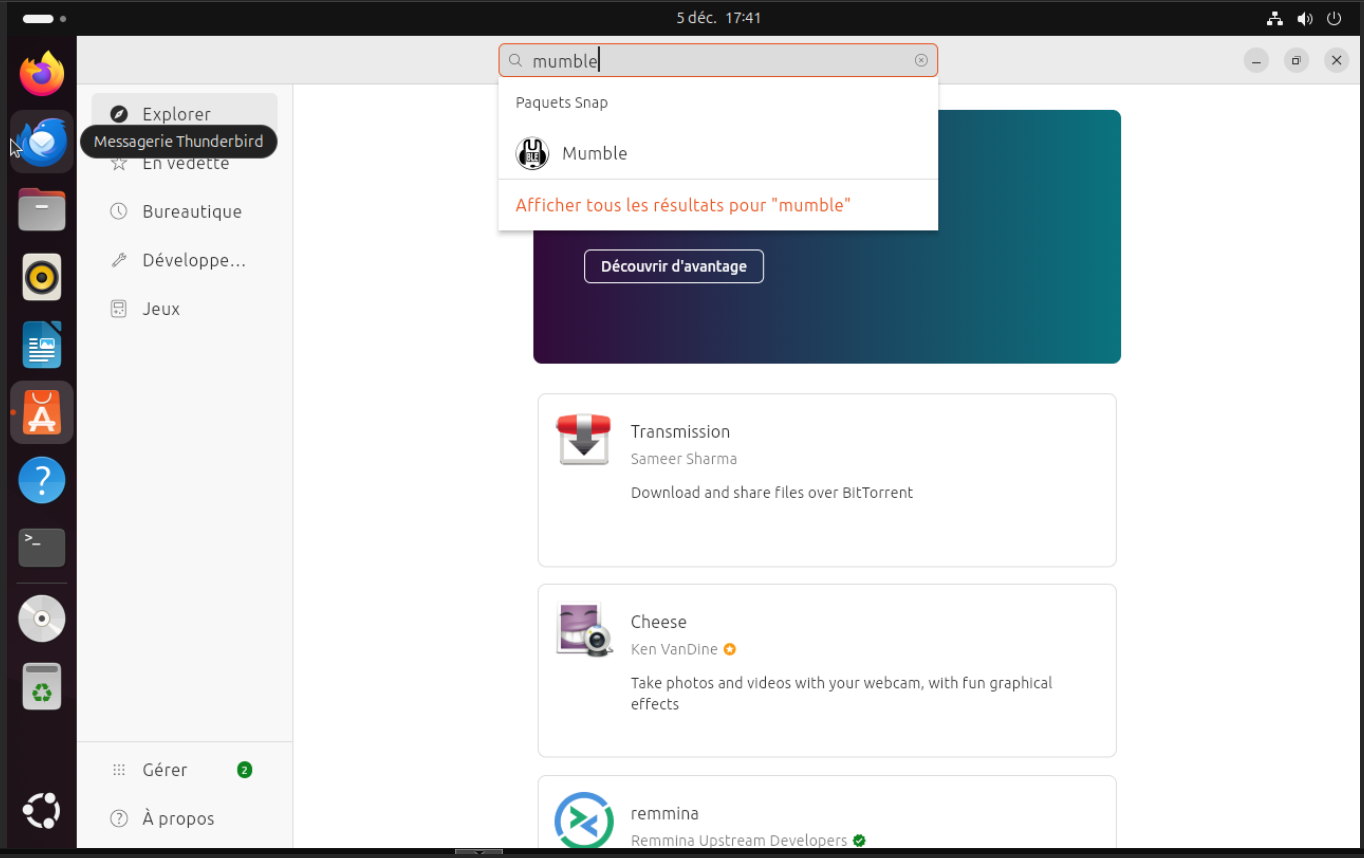 5 déc. 17:41
mumble
Paquets Snap
Mumble
Afficher tous les résultats pour "mumble"
Explorer
Messagerie Thunderbird
En vedette
Bureautique
Développe...
Jeux
Découvrir d'avantage
Transmission
Sameer Sharma
Download and share files over BitTorrent
Cheese
Ken VanDine
Take photos and videos with your webcam, with fun graphical
effects
remmina
Remmina Upstream Developers
Gérer 2
À propos